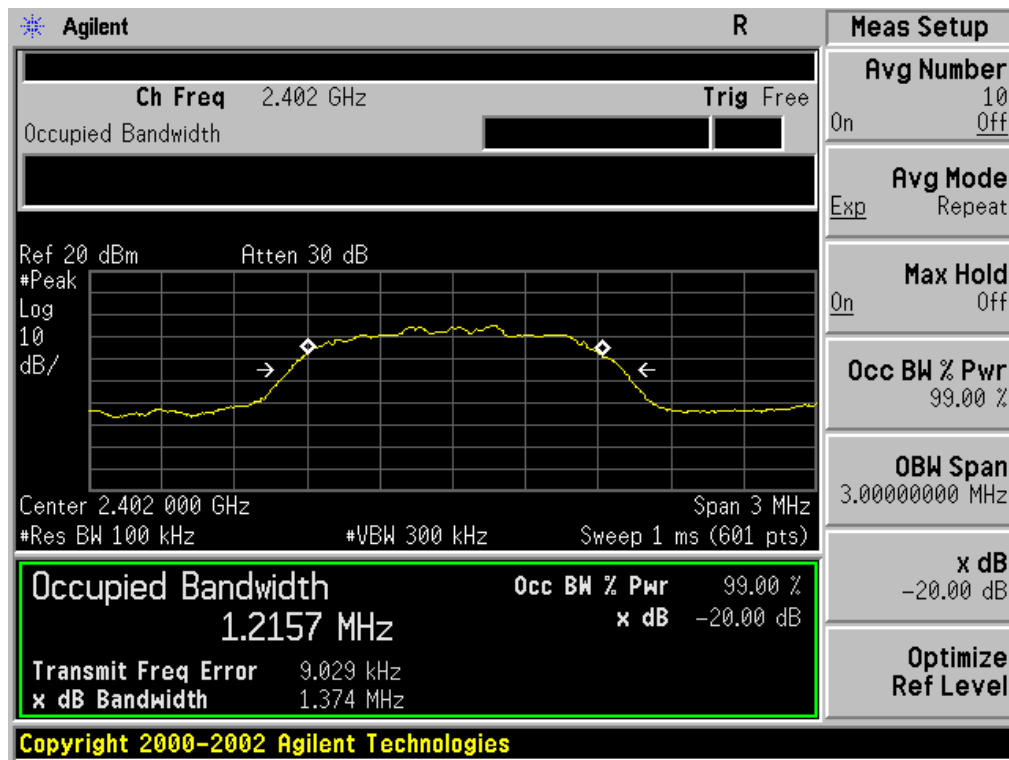 Agilent R
Ch Freq 2.402 GHz Trig Free
Occupied Bandwidth
Ref 20 dBm Atten 30 dB
#Peak
Log
10
dB/
Center 2.402 000 GHz Span 3 MHz
#Res BW 100 kHz #VBW 300 kHz Sweep 1 ms (601 pts)
Occupied Bandwidth
1.2157 MHz
Occ BW % Pwr 99.00 %
x dB -20.00 dB
Transmit Freq Error 9.029 kHz
x dB Bandwidth 1.374 MHz
Copyright 2000-2002 Agilent Technologies
Meas Setup
Avg Number
10
On Off
Avg Mode
Exp Repeat
Max Hold
On Off
Occ BW % Pwr
99.00 %
OBW Span
3.00000000 MHz
x dB
-20.00 dB
Optimize
Ref Level